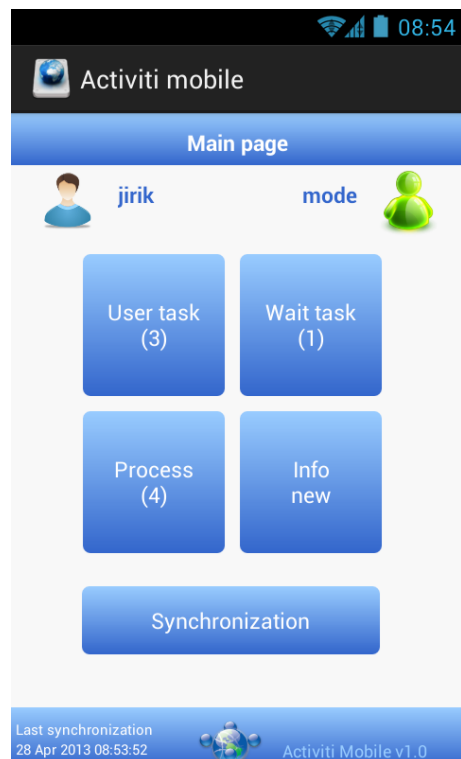 08:54
Activiti mobile
Main page
jirik
mode
User task
(3)
Wait task
(1)
Process
(4)
Info
new
Synchronization
Last synchronization
28 Apr 2013 08:53:52
Activiti Mobile v1.0